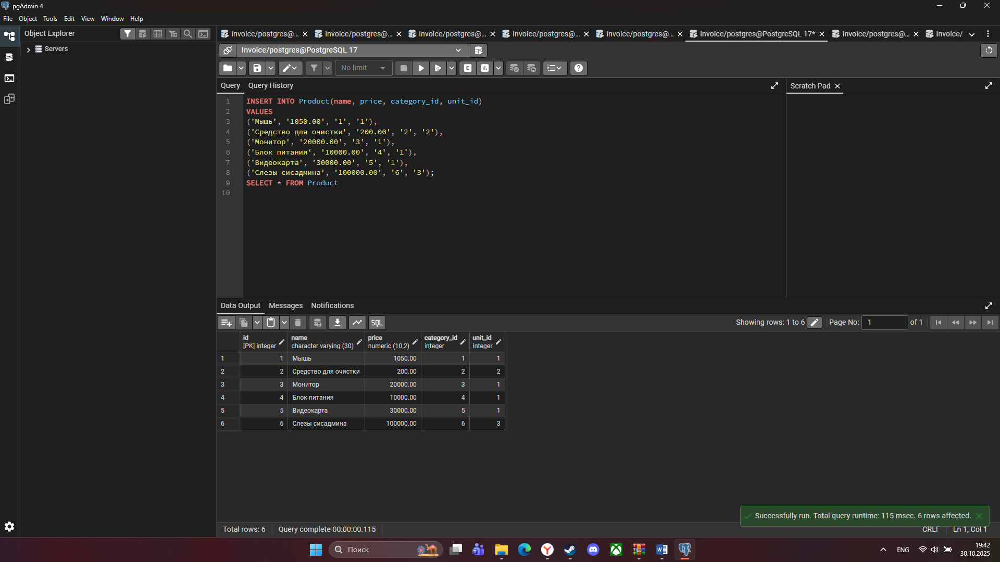 pgAdmin 4
File Object Tools Edit View Window Help
Object Explorer
Servers
Invoice/postgres@... Invoice/postgres@... Invoice/postgres@... Invoice/postgres@... Invoice/postgres@... Invoice/postgres@PostgreSQL 17* Invoice/postgres@... Invoice/
Invoice/postgres@PostgreSQL 17
No limit
E
Query Query History
Scratch Pad
1 INSERT INTO Product(name, price, category_id, unit_id)
2 VALUES
3 ('Мышь', '1050.00', '1', '1'),
4 ('Средство для очистки', '200.00', '2', '2'),
5 ('Монитор', '20000.00', '3', '1'),
6 ('Блок питания', '10000.00', '4', '1'),
7 ('Видеокарта', '30000.00', '5', '1'),
8 ('Слезы сисадмина', '100000.00', '6', '3');
9 SELECT * FROM Product
10
Data Output Messages Notifications
SQL
Showing rows: 1 to 6 Page No: 1 of 1
id name price category_id unit_id
[PK] integer character varying (30) numeric (10,2) integer integer
1 1 Мышь 1050.00 1 1
2 2 Средство для очистки 200.00 2 2
3 3 Монитор 20000.00 3 1
4 4 Блок питания 10000.00 4 1
5 5 Видеокарта 30000.00 5 1
6 6 Слезы сисадмина 100000.00 6 3
Successfully run. Total query runtime: 115 msec. 6 rows affected.
Total rows: 6 Query complete 00:00:00.115 CRLF Ln 1, Col 1
Поиск
ENG
19:42
30.10.2025